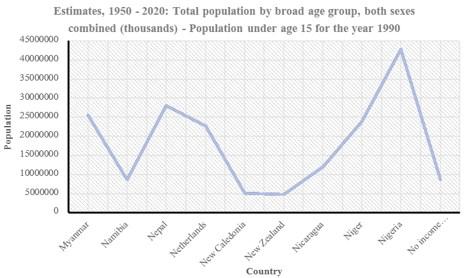 Estimates, 1950 - 2020: Total population by broad age group, both sexes
combined (thousands) - Population under age 15 for the year 1990
45000000
40000000
35000000
30000000
25000000
20000000
15000000
10000000
5000000
0
Population
Myanmar
Namibia
Nepal
Netherlands
New Caledonia
New Zealand
Nicaragua
Niger
Nigeria
No income...
Country